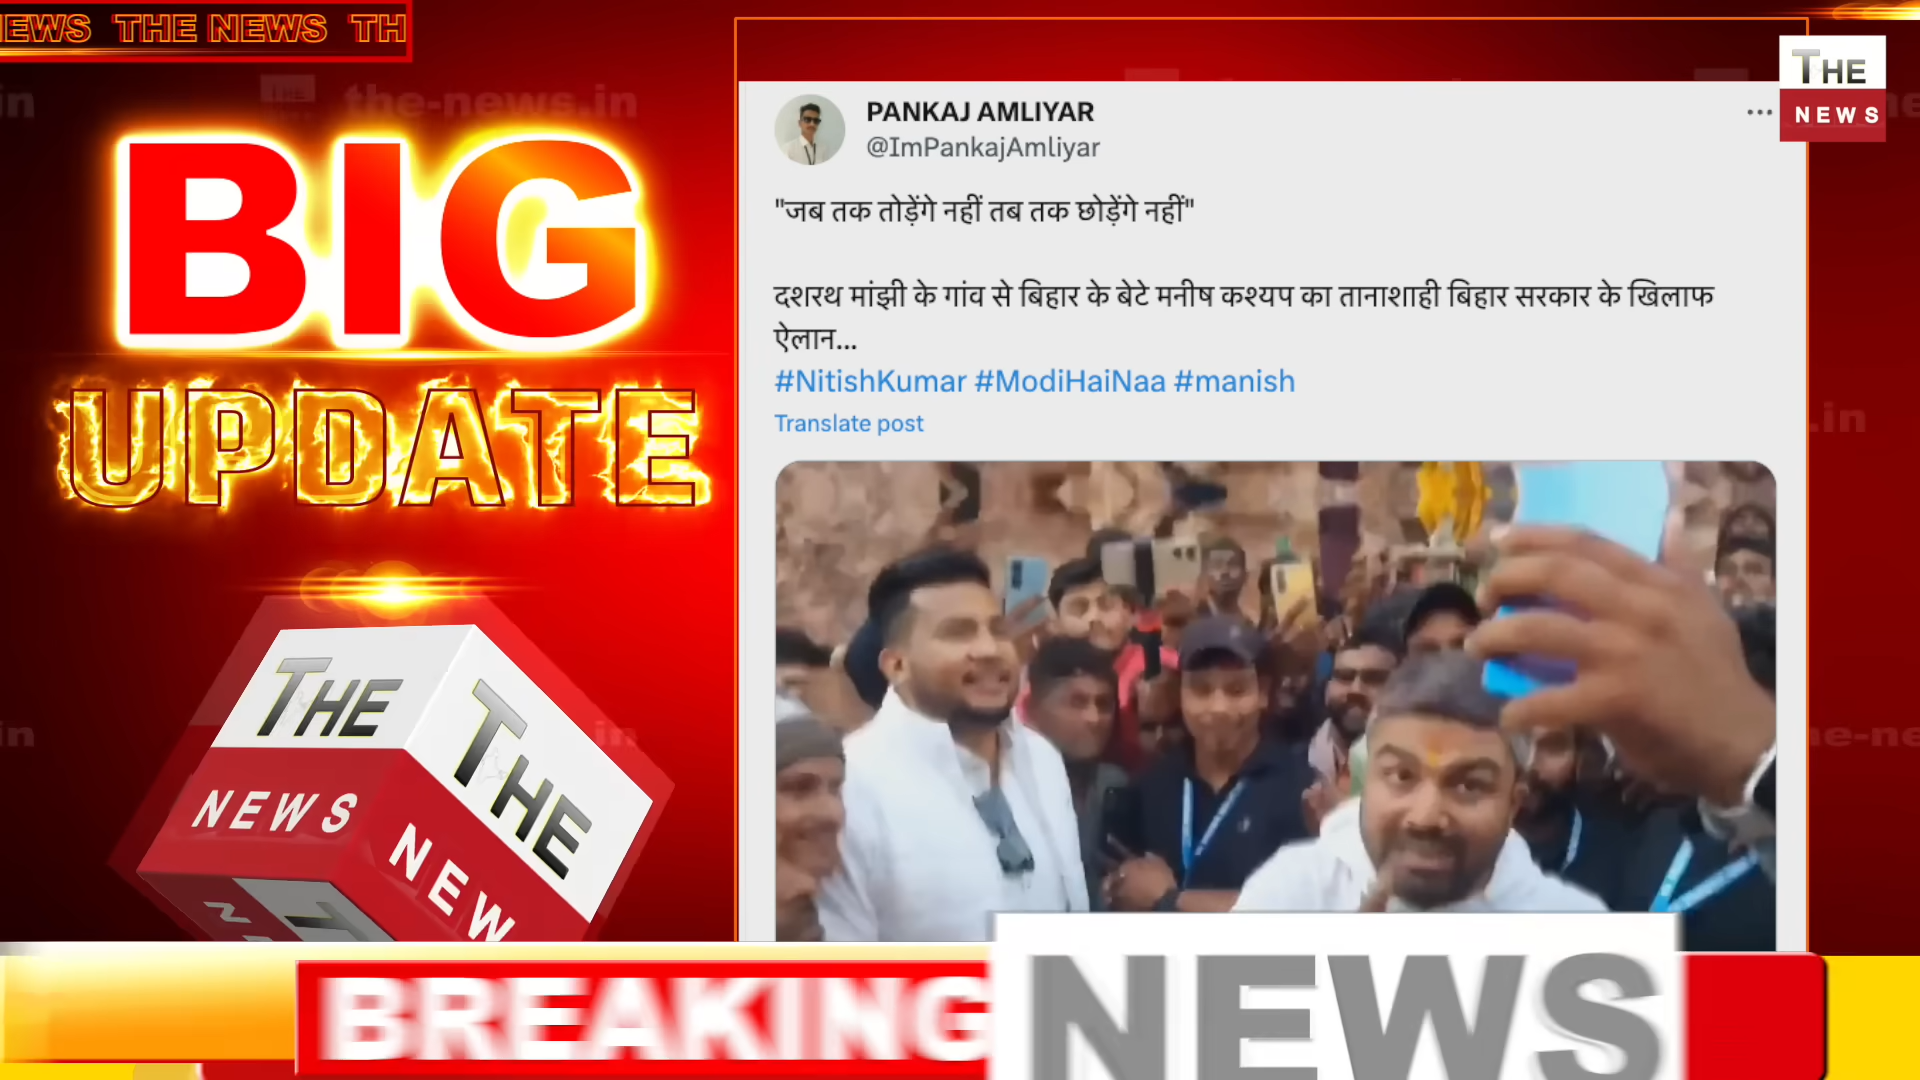 EWS THE NEWS TH
the-news.in
THE
NEWS
BIG
UPDATE
PANKAJ AMLIYAR
@ImPankajAmliyar
"जब तक तोड़ेंगे नहीं तब तक छोड़ेंगे नहीं"
दशरथ मांझी के गांव से बिहार के बेटे मनीष कश्यप का तानाशाही बिहार सरकार के खिलाफ
ऐलान...
#NitishKumar #ModiHaiNaa #manish
Translate post
THE
NEWS
THE
NEW
BREAKING
NEWS